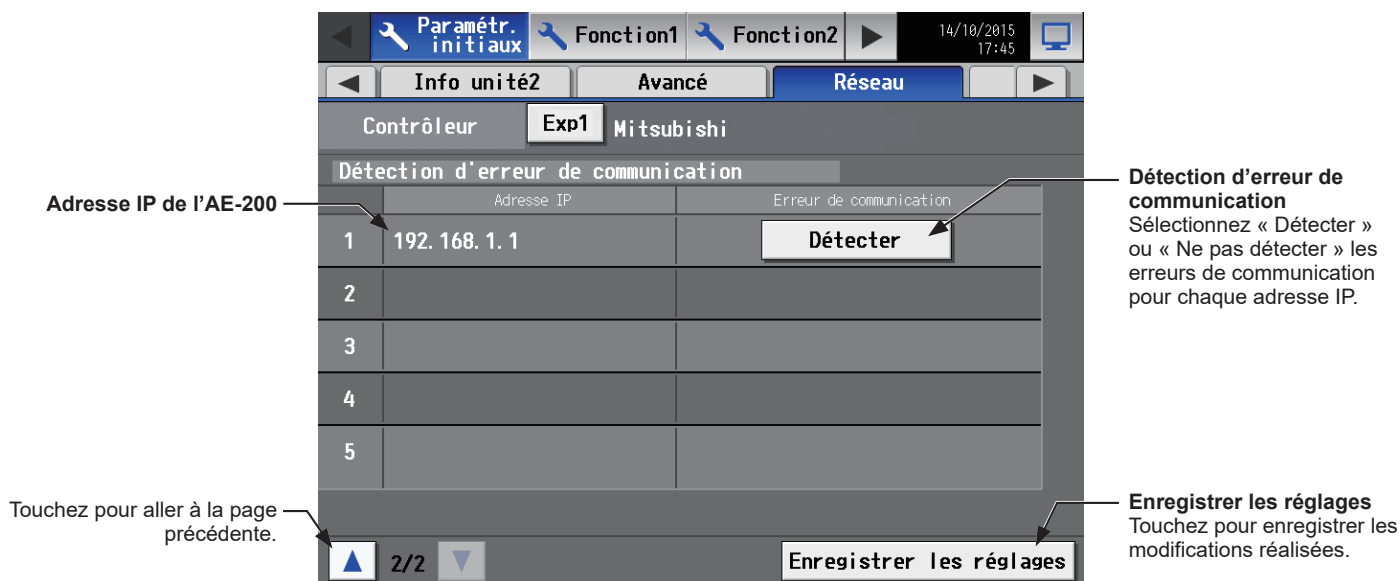 Paramétr.
initiaux
Fonction1
Fonction2
14/10/2015
17:45
Info unité2
Avancé
Réseau
Contrôleur
Exp1
Mitsubishi
Détection d'erreur de communication
Adresse IP
Erreur de communication
1
192. 168. 1. 1
Détecter
2
3
4
5
2/2
Enregistrer les réglages
Adresse IP de l'AE-200
Touchez pour aller à la page
précédente.
Détection d'erreur de
communication
Sélectionnez « Détecter »
ou « Ne pas détecter » les
erreurs de communication
pour chaque adresse IP.
Enregistrer les réglages
Touchez pour enregistrer les
modifications réalisées.